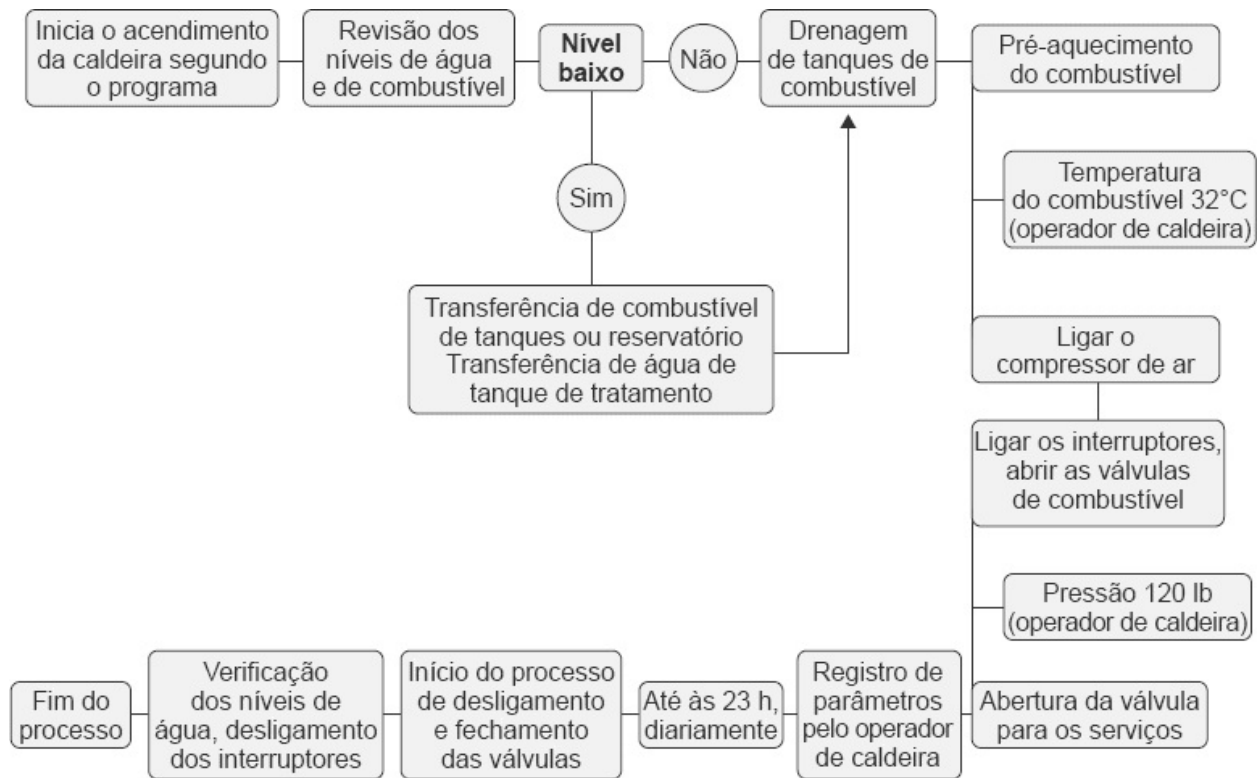 Inicia o acendimento
da caldeira segundo
o programa
Revisão dos
níveis de água
e de combustível
Nível
baixo
Não
Drenagem
de tanques de
combustível
Pré-aquecimento
do combustível
Sim
Temperatura
do combustível 32°C
(operador de caldeira)
Transferência de combustível
de tanques ou reservatório
Transferência de água de
tanque de tratamento
Ligar o
compressor de ar
Ligar os interruptores,
abrir as válvulas
de combustível
Pressão 120 lb
(operador de caldeira)
Abertura da válvula
para os serviços
Registro de
parâmetros
pelo operador
de caldeira
Até às 23 h,
diariamente
Início do processo
de desligamento
e fechamento
das válvulas
Verificação
dos níveis de
água, desligamento
dos interruptores
Fim do
processo